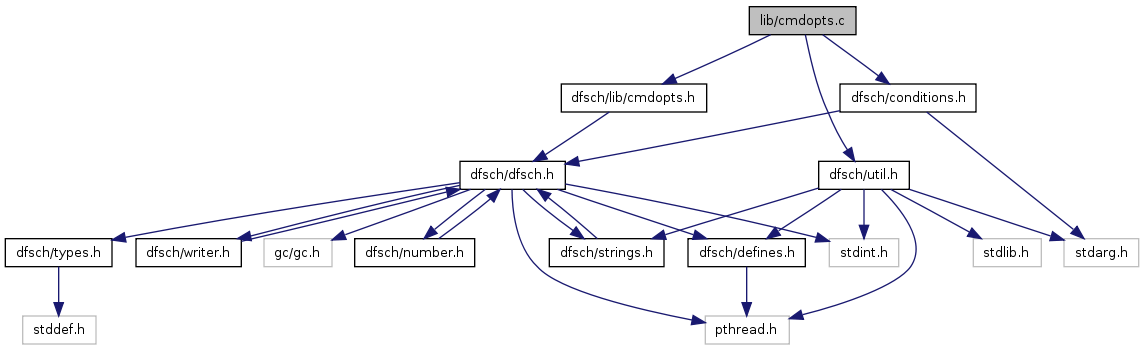 lib/cmdopts.c
dfsch/lib/cmdopts.h
dfsch/conditions.h
dfsch/dfsch.h
dfsch/util.h
dfsch/types.h
dfsch/writer.h
gc/gc.h
dfsch/number.h
dfsch/strings.h
dfsch/defines.h
stdint.h
stdlib.h
stdarg.h
stddef.h
pthread.h